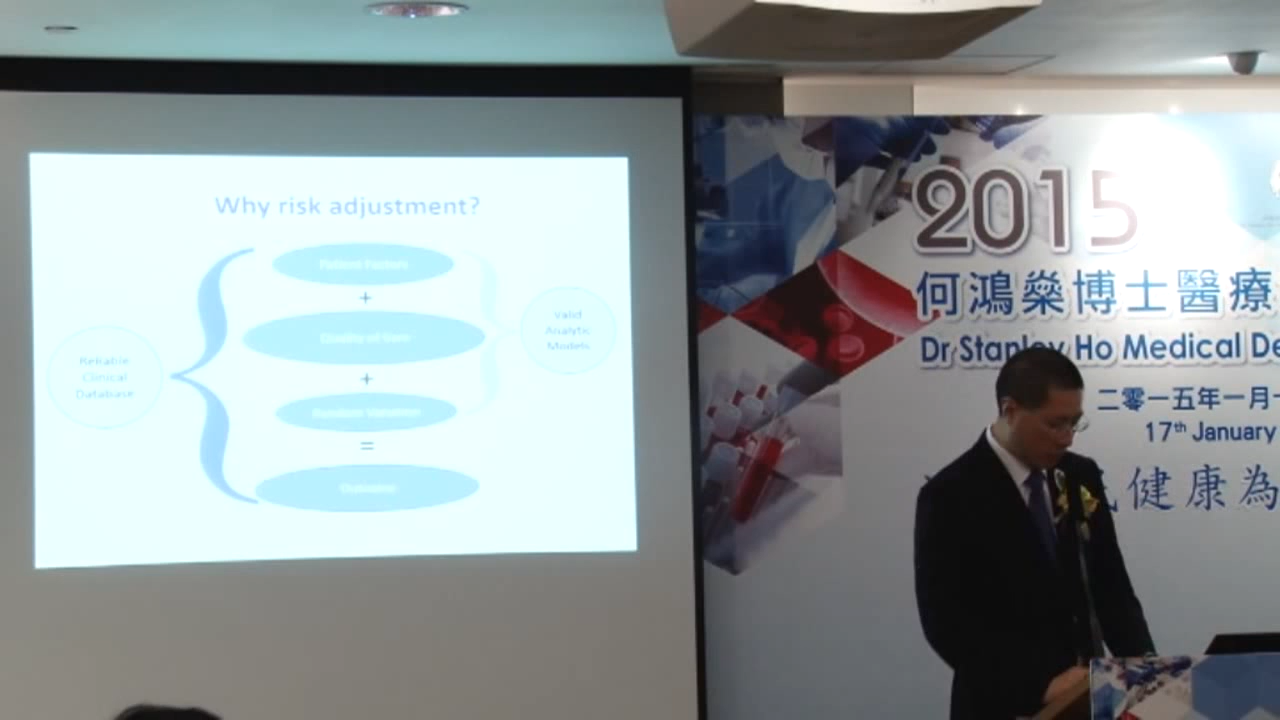 Why risk adjustment?
Patient Factors
+
Quality of Care
+
Random Variation
=
Outcome
Reliable
Clinical
Database
Valid
Analytic
Models
2015
何鴻燊博士醫療
Dr Stanley Ho Medical De
二零一五年一月十
17th January
健康為